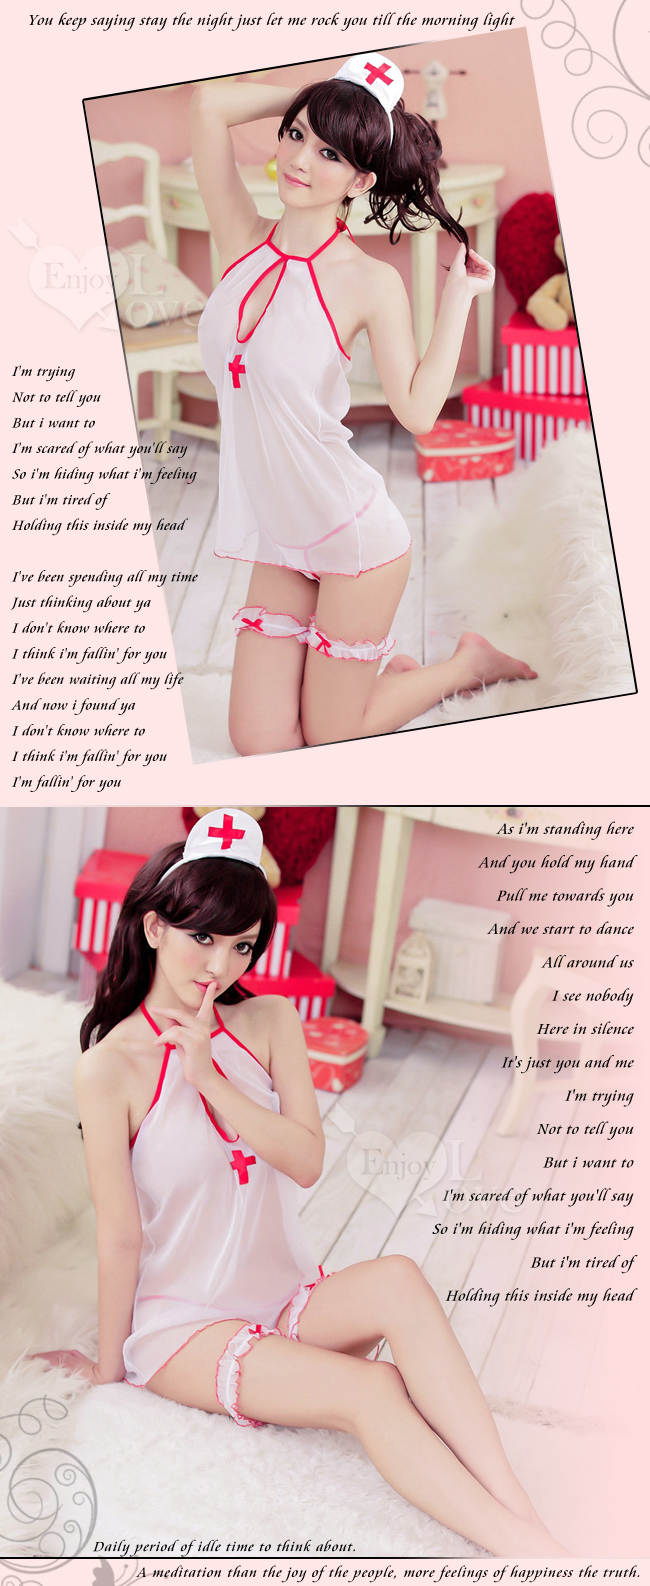 You keep saying stay the night just let me rock you till the morning light
Enjoy Love
I'm trying
Not to tell you
But i want to
I'm scared of what you'll say
So i'm hiding what i'm feeling
But i'm tired of
Holding this inside my head
I've been spending all my time
Just thinking about ya
I don't know where to
I think i'm fallin' for you
I've been waiting all my life
And now i found ya
I don't know where to
I think i'm fallin' for you
I'm fallin' for you
As i'm standing here
And you hold my hand
Pull me towards you
And we start to dance
All around us
I see nobody
Here in silence
It's just you and me
I'm trying
Not to tell you
But i want to
Enjoy Love
I'm scared of what you'll say
So i'm hiding what i'm feeling
But i'm tired of
Holding this inside my head
Daily period of idle time to think about.
A meditation than the joy of the people, more feelings of happiness the truth.